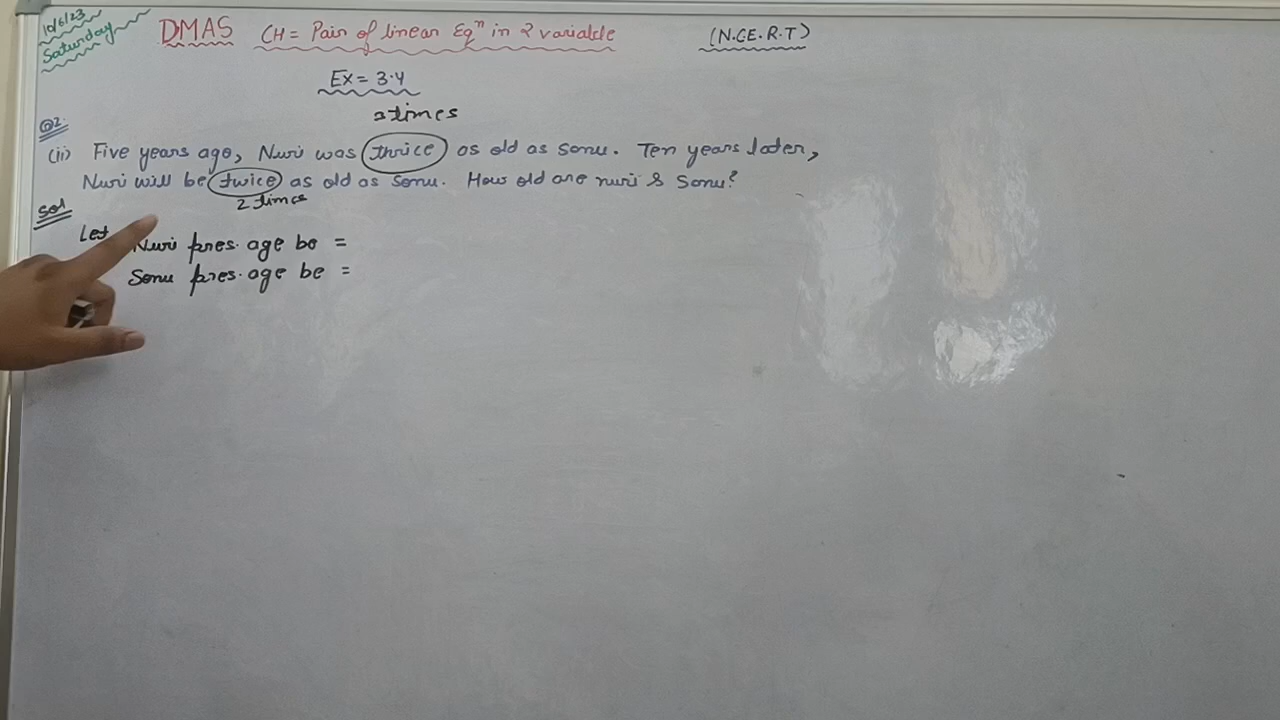 10/6/23
Saturday
DMAS CH = Pair of linear Eqⁿ in 2 variable (N.C.E.R.T)
Ex = 3.4
3 times
Q2.
(ii) Five years ago, Nuri was thrice as old as sonu. Ten years later,
Nuri will be twice as old as sonu. How old are nuri & Sonu?
2 times
Sol
Let Nuri pres. age be =
Sonu pres. age be =